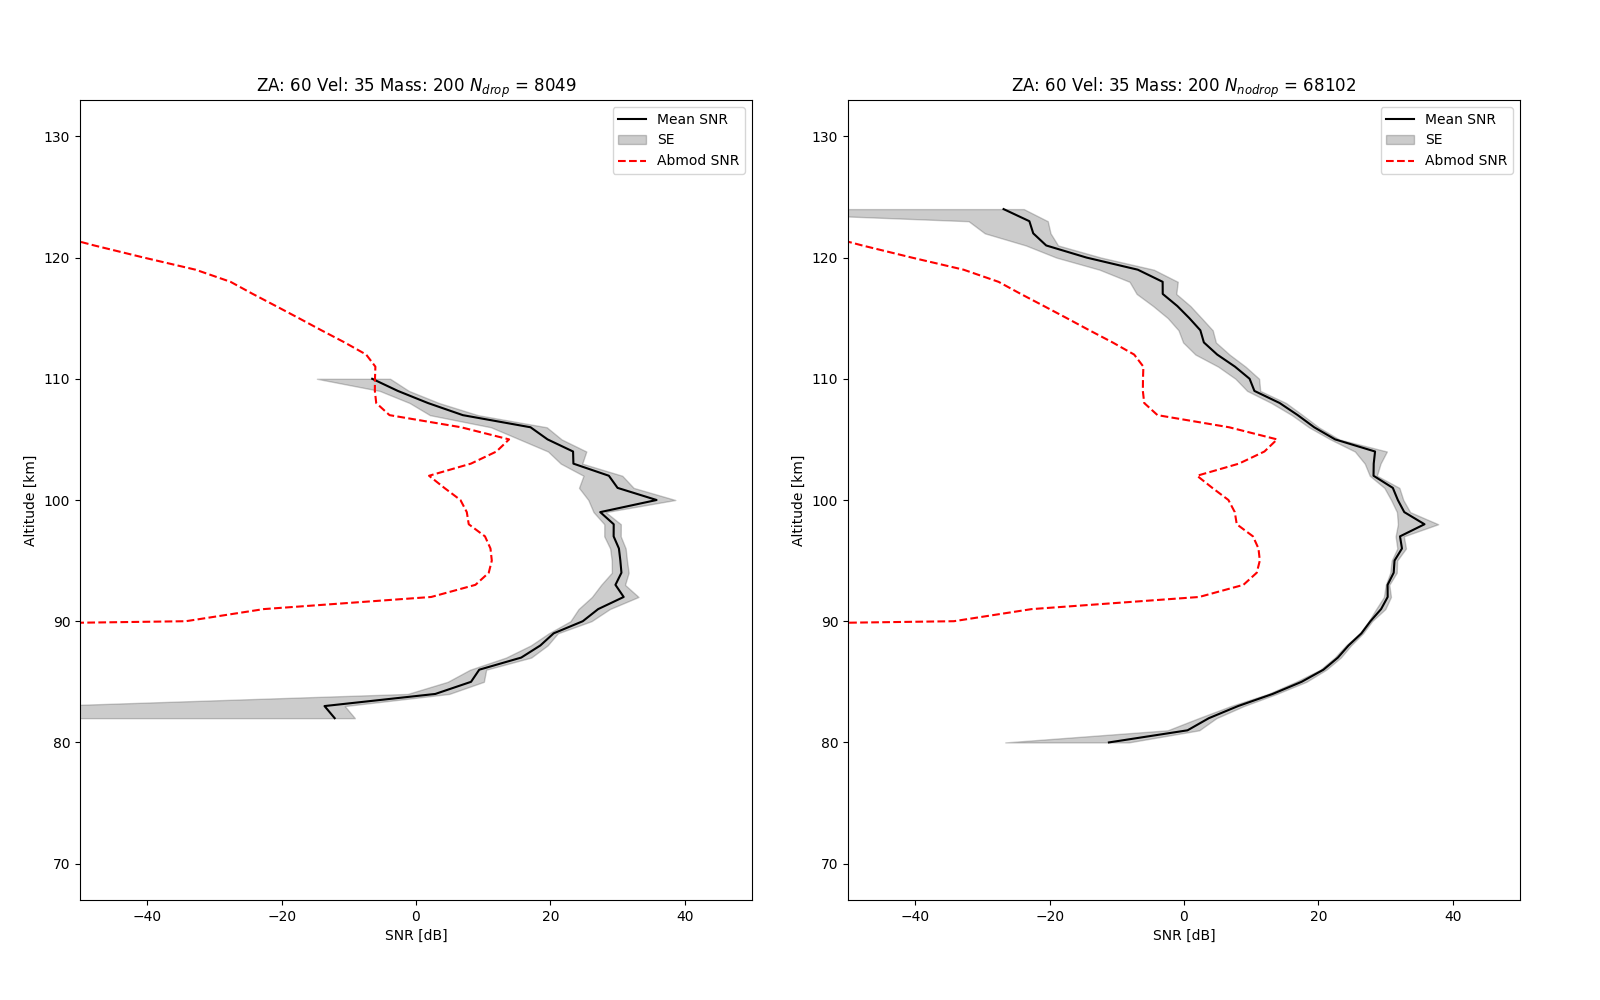 ZA: 60 Vel: 35 Mass: 200 N_drop = 8049
Mean SNR
SE
Abmod SNR
130
120
110
100
90
80
70
Altitude [km]
−40
−20
0
20
40
SNR [dB]
ZA: 60 Vel: 35 Mass: 200 N_nodrop = 68102
Mean SNR
SE
Abmod SNR
130
120
110
100
90
80
70
Altitude [km]
−40
−20
0
20
40
SNR [dB]